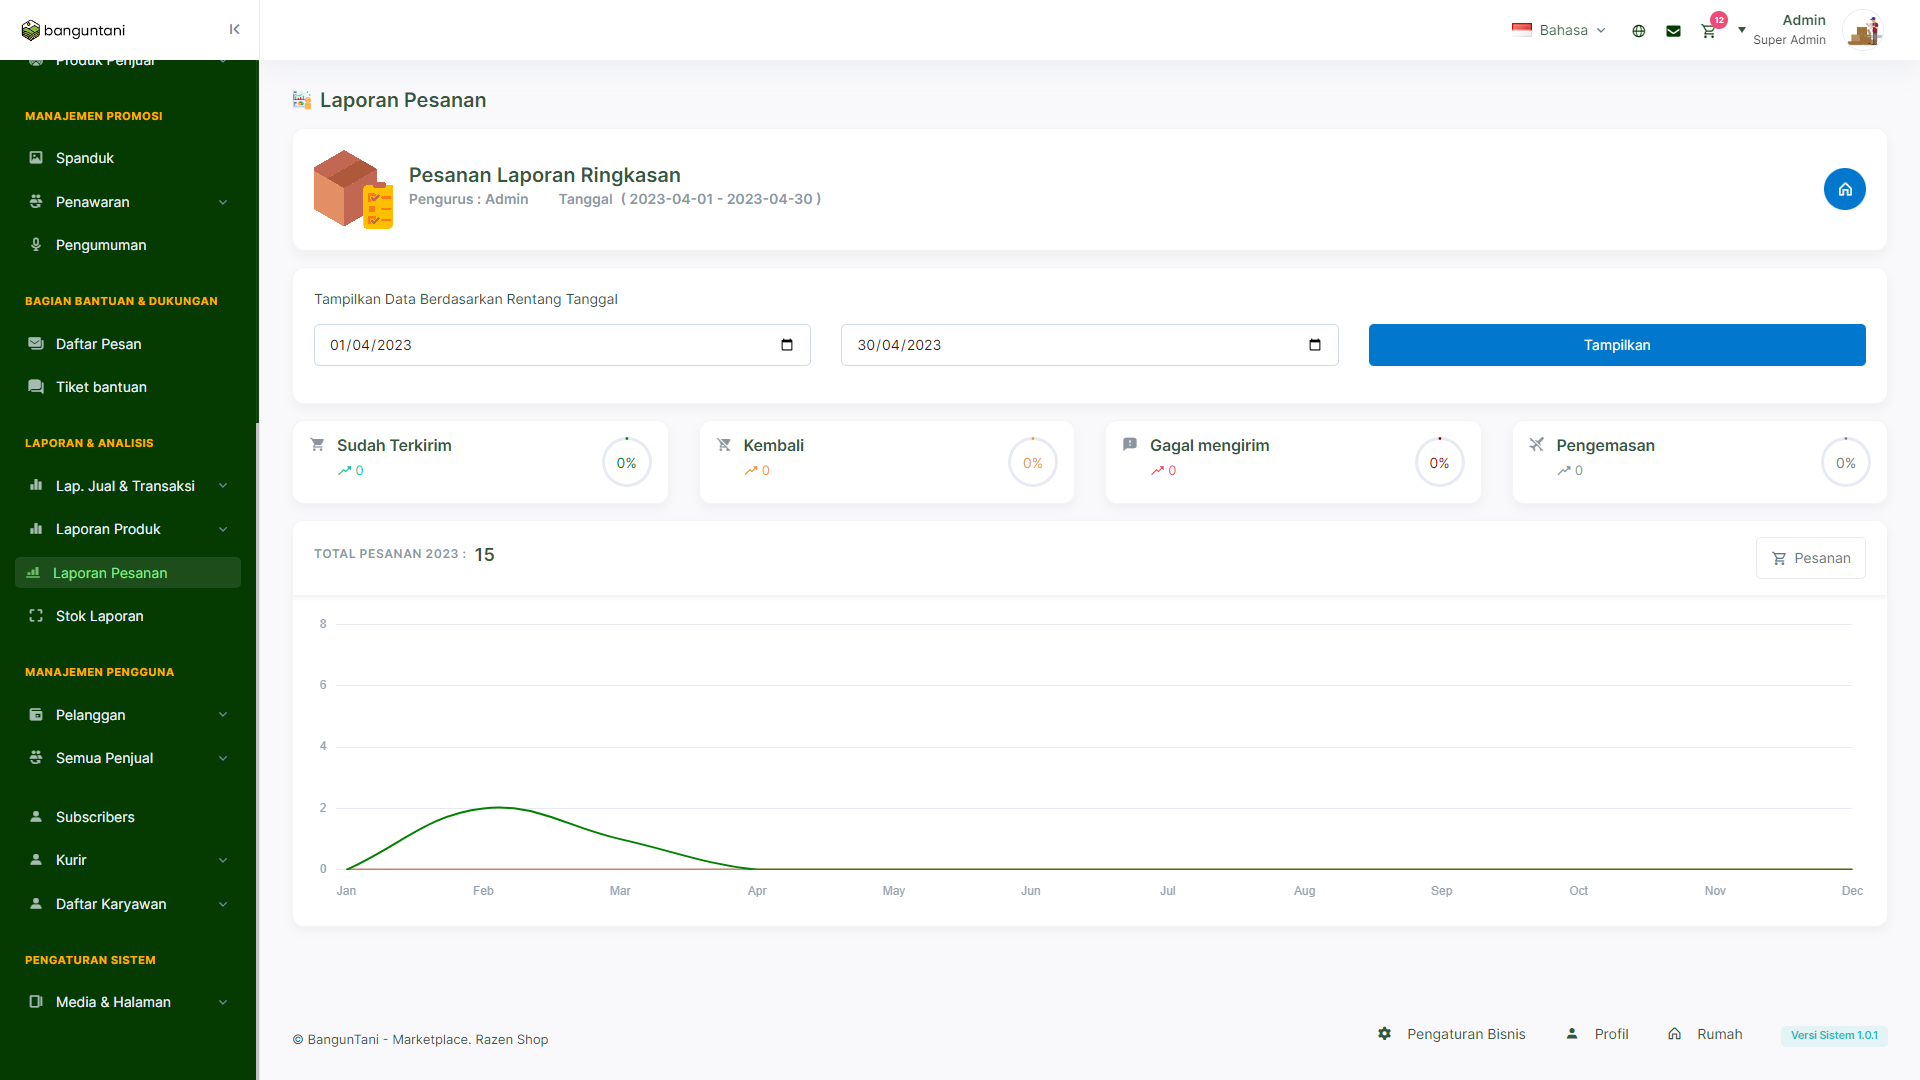 banguntani
Bahasa
12
Admin
Super Admin
Produk Penjual
MANAJEMEN PROMOSI
Spanduk
Penawaran
Pengumuman
BAGIAN BANTUAN & DUKUNGAN
Daftar Pesan
Tiket bantuan
LAPORAN & ANALISIS
Lap. Jual & Transaksi
Laporan Produk
Laporan Pesanan
Stok Laporan
MANAJEMEN PENGGUNA
Pelanggan
Semua Penjual
Subscribers
Kurir
Daftar Karyawan
PENGATURAN SISTEM
Media & Halaman
Laporan Pesanan
Pesanan Laporan Ringkasan
Pengurus : Admin Tanggal ( 2023-04-01 - 2023-04-30 )
Tampilkan Data Berdasarkan Rentang Tanggal
01/04/2023
30/04/2023
Tampilkan
Sudah Terkirim
0
0%
Kembali
0
0%
Gagal mengirim
0
0%
Pengemasan
0
0%
TOTAL PESANAN 2023 : 15
Pesanan
8
6
4
2
0
Jan Feb Mar Apr May Jun Jul Aug Sep Oct Nov Dec
© BangunTani - Marketplace. Razen Shop
Pengaturan Bisnis
Profil
Rumah
Versi Sistem 1.0.1